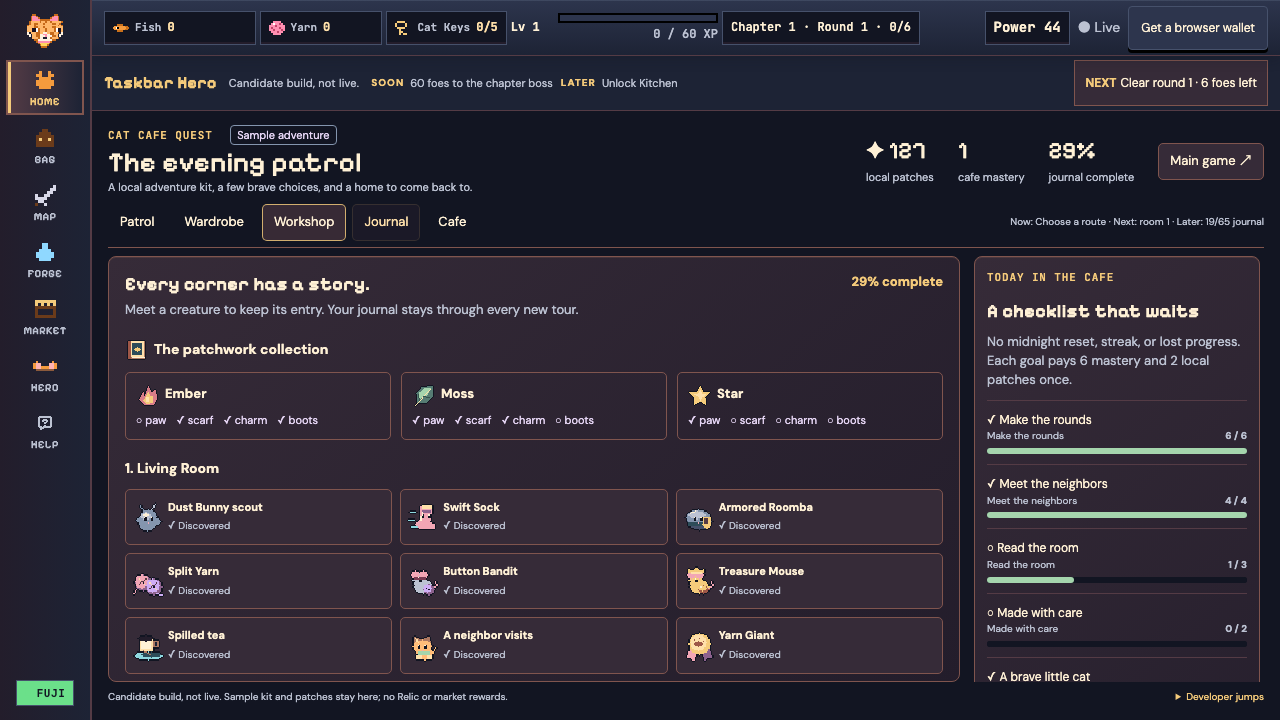 Fish 0
Yarn 0
Cat Keys 0/5
Lv 1
0 / 60 XP
Chapter 1 · Round 1 · 0/6
Power 44
Live
Get a browser wallet
HOME
BAG
MAP
FORGE
MARKET
HERO
HELP
FUJI
Taskbar Hero
Candidate build, not live.
SOON 60 foes to the chapter boss
LATER Unlock Kitchen
NEXT Clear round 1 · 6 foes left
CAT CAFE QUEST
Sample adventure
The evening patrol
A local adventure kit, a few brave choices, and a home to come back to.
✦ 127
local patches
1
cafe mastery
29%
journal complete
Main game ↗
Patrol
Wardrobe
Workshop
Journal
Cafe
Now: Choose a route · Next: room 1 · Later: 19/65 journal
Every corner has a story.
29% complete
Meet a creature to keep its entry. Your journal stays through every new tour.
The patchwork collection
Ember
○ paw ✓ scarf ✓ charm ✓ boots
Moss
✓ paw ✓ scarf ✓ charm ○ boots
Star
✓ paw ○ scarf ○ charm ○ boots
1. Living Room
Dust Bunny scout
✓ Discovered
Swift Sock
✓ Discovered
Armored Roomba
✓ Discovered
Split Yarn
✓ Discovered
Button Bandit
✓ Discovered
Treasure Mouse
✓ Discovered
Spilled tea
✓ Discovered
A neighbor visits
✓ Discovered
Yarn Giant
✓ Discovered
TODAY IN THE CAFE
A checklist that waits
No midnight reset, streak, or lost progress.
Each goal pays 6 mastery and 2 local
patches once.
✓ Make the rounds
Make the rounds 6 / 6
✓ Meet the neighbors
Meet the neighbors 4 / 4
○ Read the room
Read the room 1 / 3
○ Made with care
Made with care 0 / 2
✓ A brave little cat
Candidate build, not live. Sample kit and patches stay here; no Relic or market rewards.
▶ Developer jumps